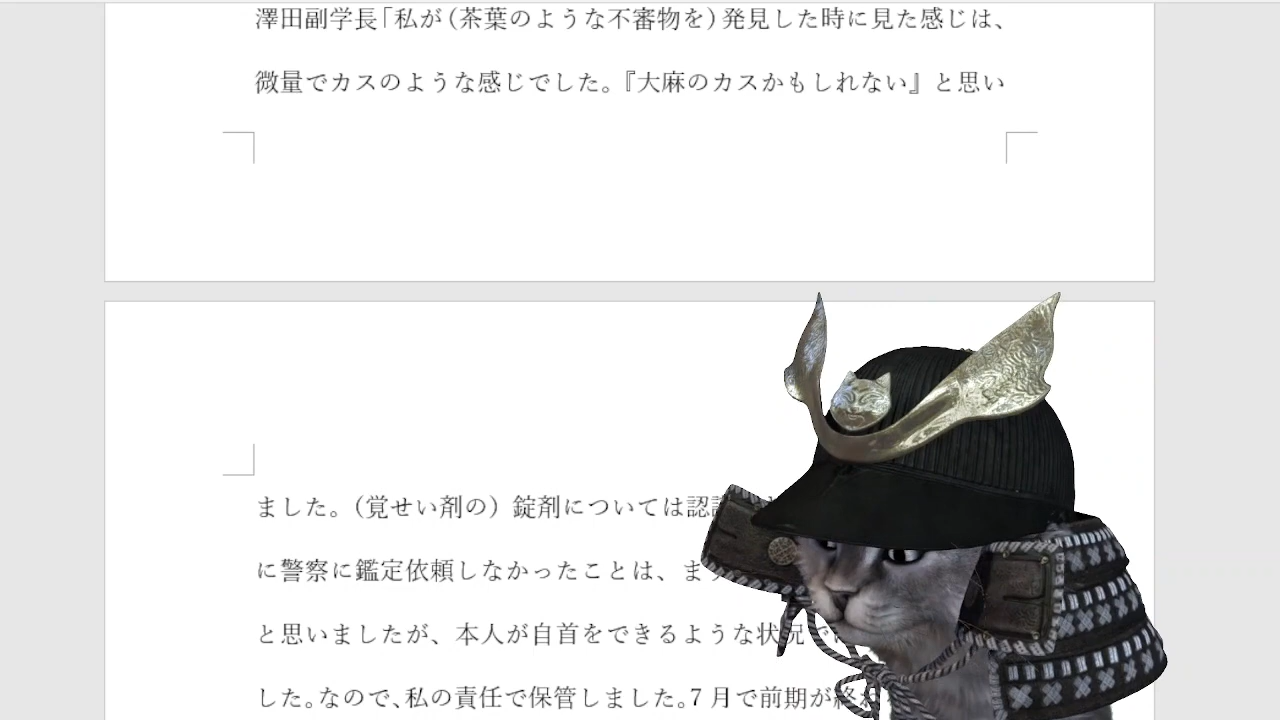 澤田副学長「私が（茶葉のような不審物を）発見した時に見た感じは、
微量でカスのような感じでした。『大麻のカスかもしれない』と思い
ました。（覚せい剤の）錠剤については認
に警察に鑑定依頼しなかったことは、ま
と思いましたが、本人が自首をできるような状況で
した。なので、私の責任で保管しました。７月で前期が終わ